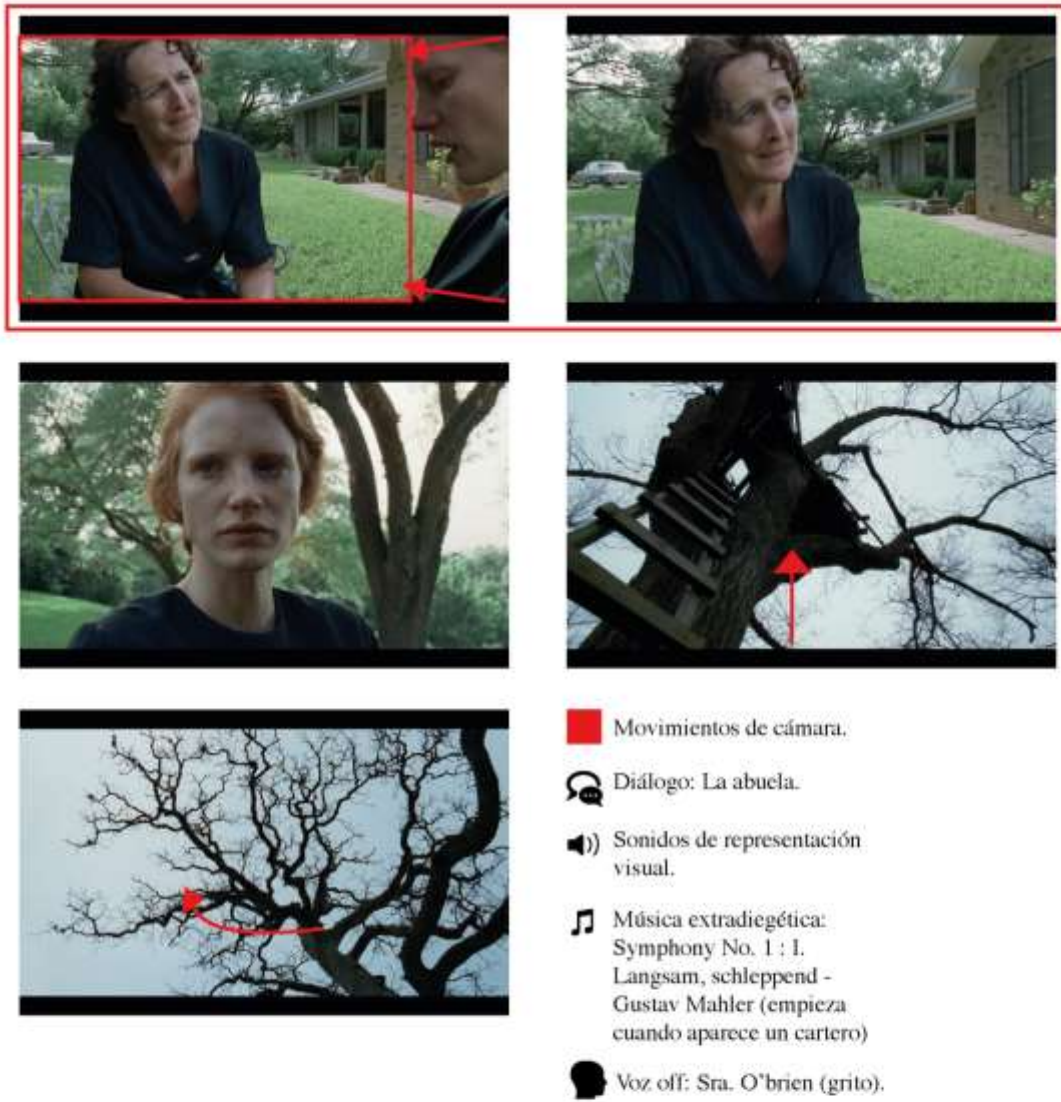 Movimientos de cámara.
Diálogo: La abuela.
Sonidos de representación
visual.
Música extradiegética:
Symphony No. 1 : I.
Langsam, schleppend -
Gustav Mahler (empieza
cuando aparece un cartero)
Voz off: Sra. O'brien (grito).